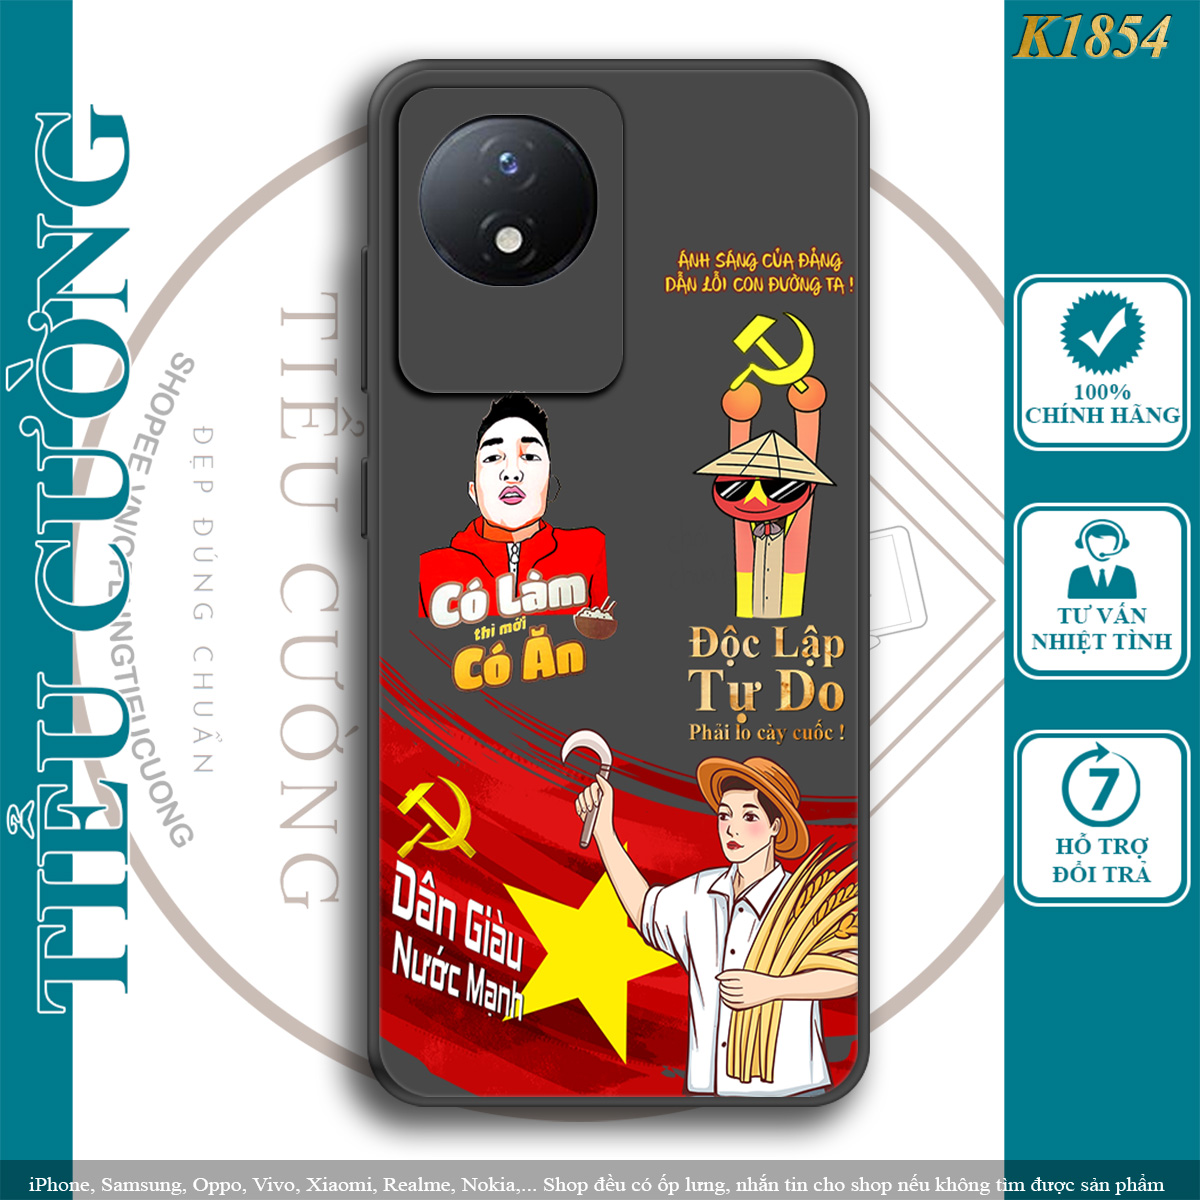 K1854
TIỂU CƯỜNG
TIỂU CƯỜNG
ĐẸP ĐÚNG CHUẨN
ÁNH SÁNG CỦA ĐẢNG
DẪN LỖI CON ĐƯỜNG TA !
Có Làm
thì mới
Có Ăn
Độc Lập
Tự Do
Phải lo cày cuốc !
Dân Giàu
Nước Mạnh
100%
CHÍNH HÃNG
TƯ VẤN
NHIỆT TÌNH
7
HỖ TRỢ
ĐỔI TRẢ
iPhone, Samsung, Oppo, Vivo, Xiaomi, Realme, Nokia,... Shop đều có ốp lưng, nhắn tin cho shop nếu không tìm được sản phẩm